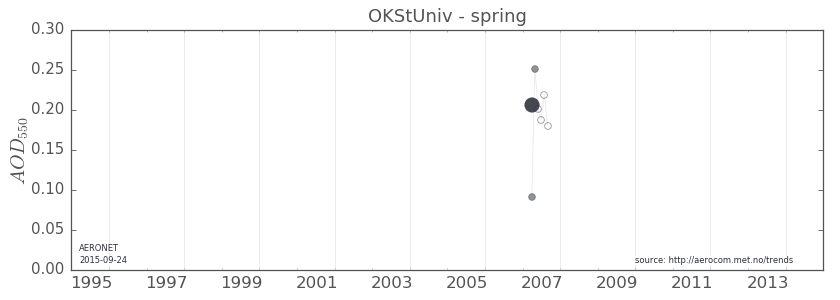 OKStUniv - spring
0.30
0.25
0.20
0.15
0.10
0.05
0.00
AOD550
AERONET
2015-09-24
source: http://aerocom.met.no/trends
1995 1997 1999 2001 2003 2005 2007 2009 2011 2013